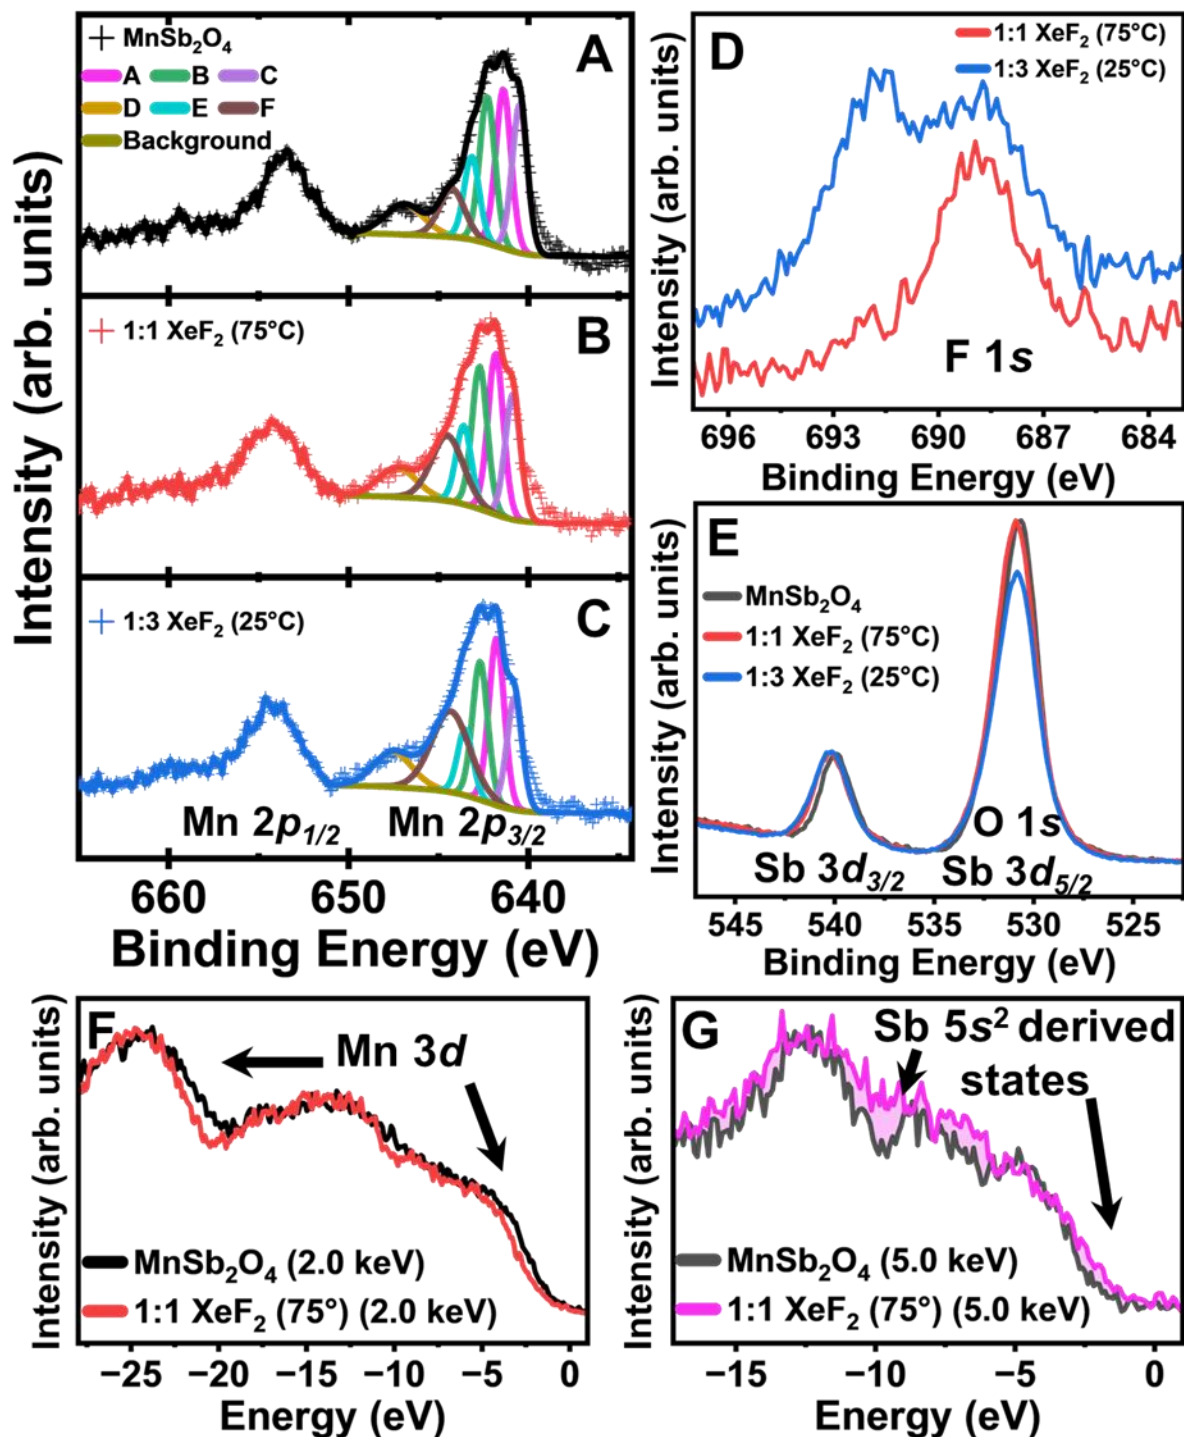 A
MnSb₂O₄
A B C
D E F
Background
B
1:1 XeF₂ (75°C)
C
1:3 XeF₂ (25°C)
Mn 2p₁/₂ Mn 2p₃/₂
660 650 640
Binding Energy (eV)
Intensity (arb. units)
D
1:1 XeF₂ (75°C)
1:3 XeF₂ (25°C)
F 1s
696 693 690 687 684
Binding Energy (eV)
Intensity (arb. units)
E
MnSb₂O₄
1:1 XeF₂ (75°C)
1:3 XeF₂ (25°C)
O 1s
Sb 3d₃/₂ Sb 3d₅/₂
545 540 535 530 525
Binding Energy (eV)
Intensity (arb. units)
F
Mn 3d
MnSb₂O₄ (2.0 keV)
1:1 XeF₂ (75°) (2.0 keV)
−25 −20 −15 −10 −5 0
Energy (eV)
Intensity (arb. units)
G
Sb 5s² derived
states
MnSb₂O₄ (5.0 keV)
1:1 XeF₂ (75°) (5.0 keV)
−15 −10 −5 0
Energy (eV)
Intensity (arb. units)